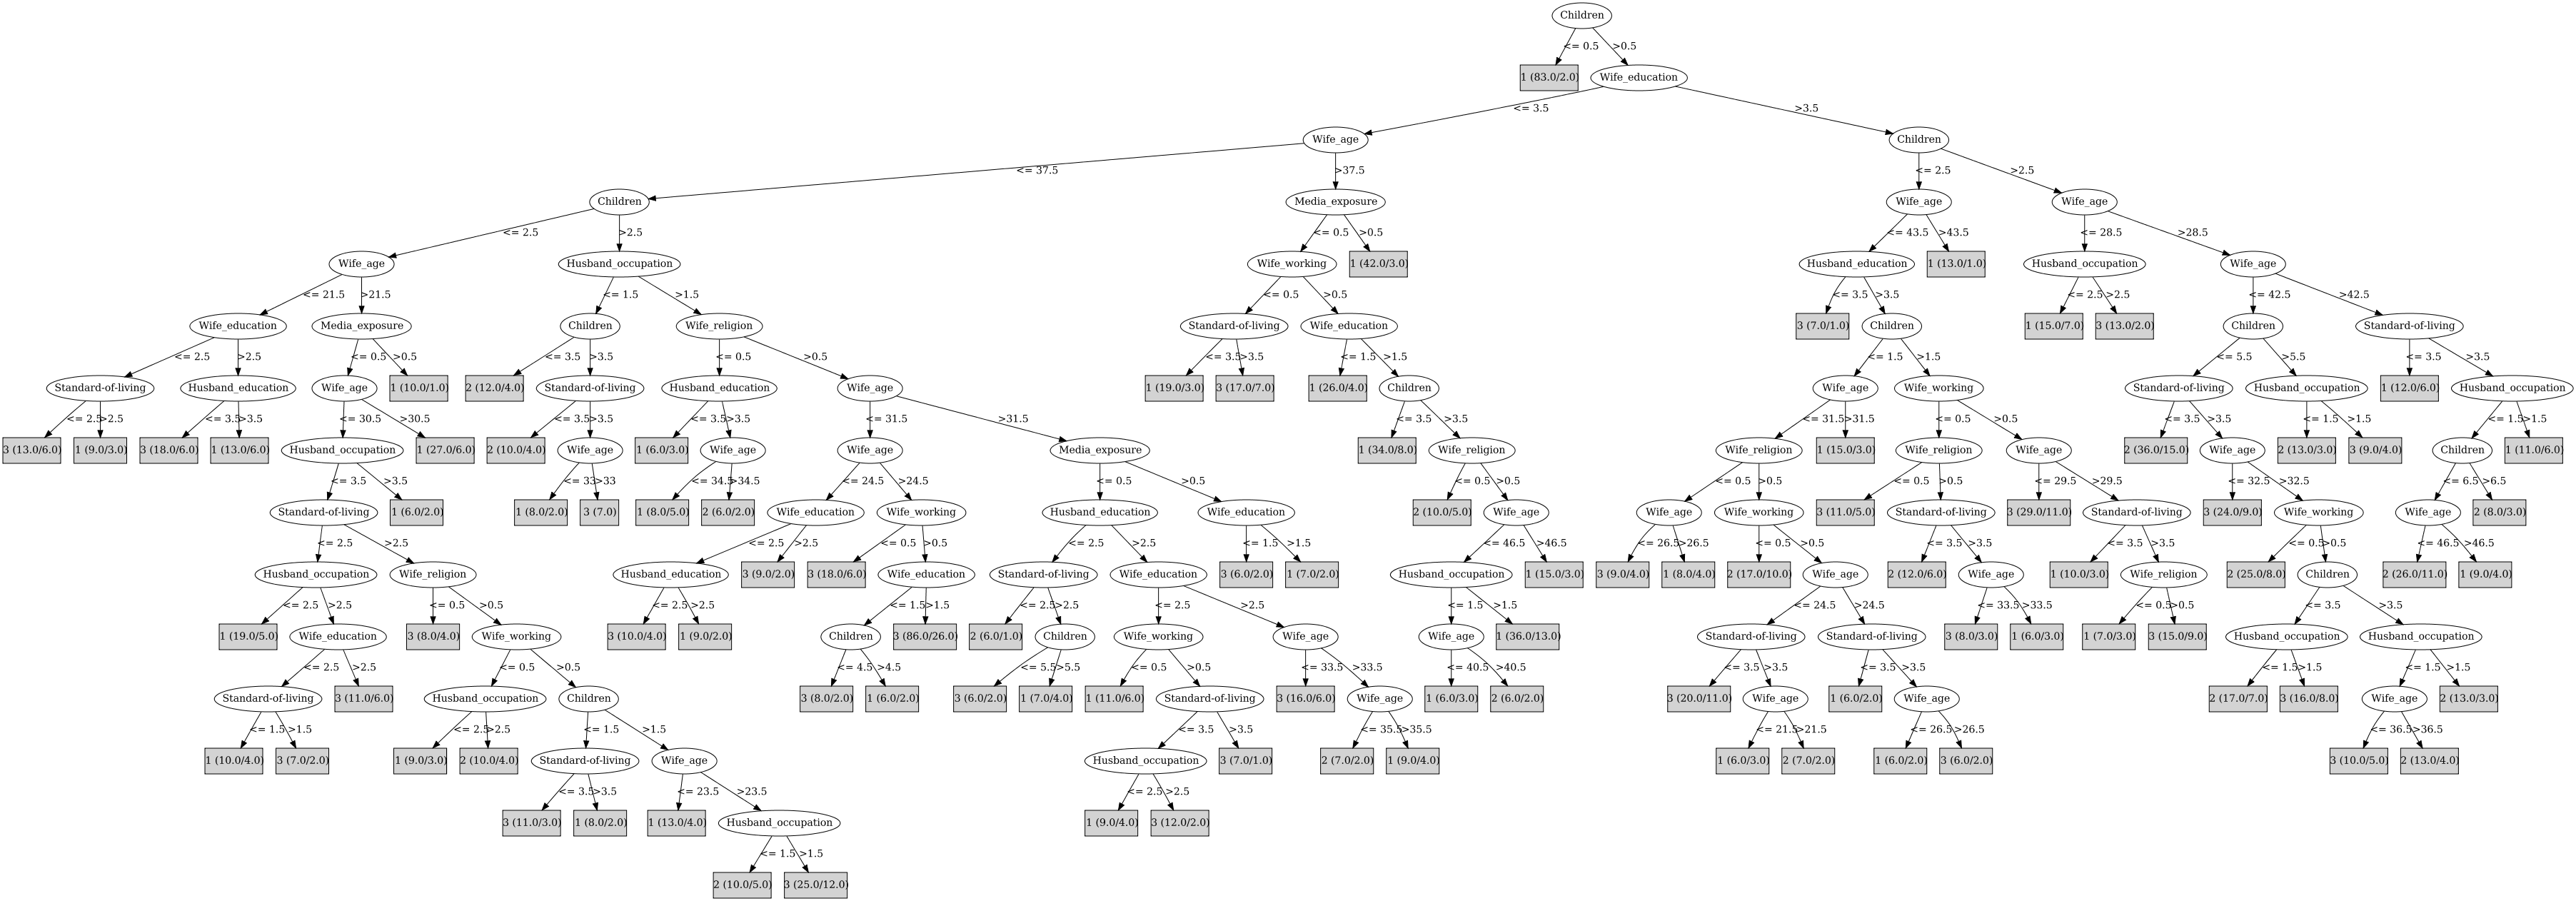 Children
<= 0.5 >0.5
1 (83.0/2.0) Wife_education
<= 3.5 >3.5
Wife_age Children
<= 37.5 >37.5 <= 2.5 >2.5
Children Media_exposure Wife_age Wife_age
<= 2.5 >2.5 <= 0.5 >0.5 <= 43.5 >43.5 <= 28.5 >28.5
Wife_age Husband_occupation Wife_working 1 (42.0/3.0) Husband_education 1 (13.0/1.0) Husband_occupation Wife_age
<= 21.5 >21.5 <= 1.5 >1.5 <= 0.5 >0.5 <= 3.5 >3.5 <= 2.5 >2.5 <= 42.5 >42.5
Wife_education Media_exposure Children Wife_religion Standard-of-living Wife_education 3 (7.0/1.0) Children 1 (15.0/7.0) 3 (13.0/2.0) Children Standard-of-living
<= 2.5 >2.5 <= 0.5 >0.5 <= 3.5 >3.5 <= 0.5 >0.5 <= 3.5 >3.5 <= 1.5 >1.5 <= 1.5 >1.5 <= 5.5 >5.5 <= 3.5 >3.5
Standard-of-living Husband_education Wife_age 1 (10.0/1.0) 2 (12.0/4.0) Standard-of-living Husband_education Wife_age 1 (19.0/3.0) 3 (17.0/7.0) 1 (26.0/4.0) Children Wife_age Wife_working Standard-of-living Husband_occupation 1 (12.0/6.0) Husband_occupation
<= 2.5 >2.5 <= 3.5 >3.5 <= 30.5 >30.5 <= 3.5 >3.5 <= 3.5 >3.5 <= 31.5 >31.5 <= 3.5 >3.5 <= 31.5 >31.5 <= 0.5 >0.5 <= 3.5 >3.5 <= 1.5 >1.5 <= 1.5 >1.5
3 (13.0/6.0) 1 (9.0/3.0) 3 (18.0/6.0) 1 (13.0/6.0) Husband_occupation 1 (27.0/6.0) 2 (10.0/4.0) Wife_age 1 (6.0/3.0) Wife_age Wife_age Media_exposure 1 (34.0/8.0) Wife_religion Wife_religion 1 (15.0/3.0) Wife_religion Wife_age 2 (36.0/15.0) Wife_age 2 (13.0/3.0) 3 (9.0/4.0) Children 1 (11.0/6.0)
<= 3.5 >3.5 <= 33 >33 <= 34.5 >34.5 <= 24.5 >24.5 <= 0.5 >0.5 <= 0.5 >0.5 <= 0.5 >0.5 <= 0.5 >0.5 <= 29.5 >29.5 <= 32.5 >32.5 <= 6.5 >6.5
Standard-of-living 1 (6.0/2.0) 1 (8.0/2.0) 3 (7.0) 1 (8.0/5.0) 2 (6.0/2.0) Wife_education Wife_working Husband_education Wife_education 2 (10.0/5.0) Wife_age Wife_age Wife_working 3 (11.0/5.0) Standard-of-living 3 (29.0/11.0) Standard-of-living 3 (24.0/9.0) Wife_working Wife_age 2 (8.0/3.0)
<= 2.5 >2.5 <= 2.5 >2.5 <= 0.5 >0.5 <= 2.5 >2.5 <= 1.5 >1.5 <= 46.5 >46.5 <= 26.5 >26.5 <= 0.5 >0.5 <= 3.5 >3.5 <= 3.5 >3.5 <= 0.5 >0.5 <= 46.5 >46.5
Husband_occupation Wife_religion Husband_education 3 (9.0/2.0) 3 (18.0/6.0) Wife_education Standard-of-living Wife_education 3 (6.0/2.0) 1 (7.0/2.0) Husband_occupation 1 (15.0/3.0) 3 (9.0/4.0) 1 (8.0/4.0) 2 (17.0/10.0) Wife_age 2 (12.0/6.0) Wife_age 1 (10.0/3.0) Wife_religion 2 (25.0/8.0) Children 2 (26.0/11.0) 1 (9.0/4.0)
<= 2.5 >2.5 <= 0.5 >0.5 <= 2.5 >2.5 <= 1.5 >1.5 <= 2.5 >2.5 <= 2.5 >2.5 <= 1.5 >1.5 <= 24.5 >24.5 <= 33.5 >33.5 <= 0.5 >0.5 <= 3.5 >3.5
1 (19.0/5.0) Wife_education 3 (8.0/4.0) Wife_working 3 (10.0/4.0) 1 (9.0/2.0) Children 3 (86.0/26.0) 2 (6.0/1.0) Children Wife_working Wife_age Wife_age 1 (36.0/13.0) Standard-of-living Standard-of-living 3 (8.0/3.0) 1 (6.0/3.0) 1 (7.0/3.0) 3 (15.0/9.0) Husband_occupation Husband_occupation
<= 2.5 >2.5 <= 0.5 >0.5 <= 4.5 >4.5 <= 5.5 >5.5 <= 0.5 >0.5 <= 33.5 >33.5 <= 40.5 >40.5 <= 3.5 >3.5 <= 3.5 >3.5 <= 1.5 >1.5 <= 1.5 >1.5
Standard-of-living 3 (11.0/6.0) Husband_occupation Children 3 (8.0/2.0) 1 (6.0/2.0) 3 (6.0/2.0) 1 (7.0/4.0) 1 (11.0/6.0) Standard-of-living 3 (16.0/6.0) Wife_age 1 (6.0/3.0) 2 (6.0/2.0) 3 (20.0/11.0) Wife_age 1 (6.0/2.0) Wife_age 2 (17.0/7.0) 3 (16.0/8.0) Wife_age 2 (13.0/3.0)
<= 1.5 >1.5 <= 2.5 >2.5 <= 1.5 >1.5 <= 3.5 >3.5 <= 35.5 >35.5 <= 21.5 >21.5 <= 26.5 >26.5 <= 36.5 >36.5
1 (10.0/4.0) 3 (7.0/2.0) 1 (9.0/3.0) 2 (10.0/4.0) Standard-of-living Wife_age Husband_occupation 3 (7.0/1.0) 2 (7.0/2.0) 1 (9.0/4.0) 1 (6.0/3.0) 2 (7.0/2.0) 1 (6.0/2.0) 3 (6.0/2.0) 3 (10.0/5.0) 2 (13.0/4.0)
<= 3.5 >3.5 <= 23.5 >23.5 <= 2.5 >2.5
3 (11.0/3.0) 1 (8.0/2.0) 1 (13.0/4.0) Husband_occupation 1 (9.0/4.0) 3 (12.0/2.0)
<= 1.5 >1.5
2 (10.0/5.0) 3 (25.0/12.0)